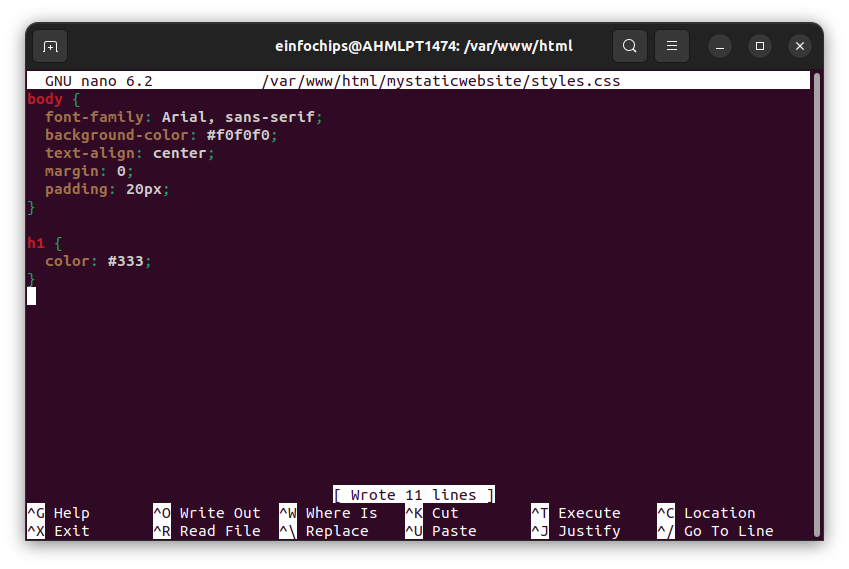 einfochips@AHMLPT1474: /var/www/html
GNU nano 6.2 /var/www/html/mystaticwebsite/styles.css
body {
  font-family: Arial, sans-serif;
  background-color: #f0f0f0;
  text-align: center;
  margin: 0;
  padding: 20px;
}

h1 {
  color: #333;
}
[ Wrote 11 lines ]
^G Help ^O Write Out ^W Where Is ^K Cut ^T Execute ^C Location
^X Exit ^R Read File ^\ Replace ^U Paste ^J Justify ^/ Go To Line